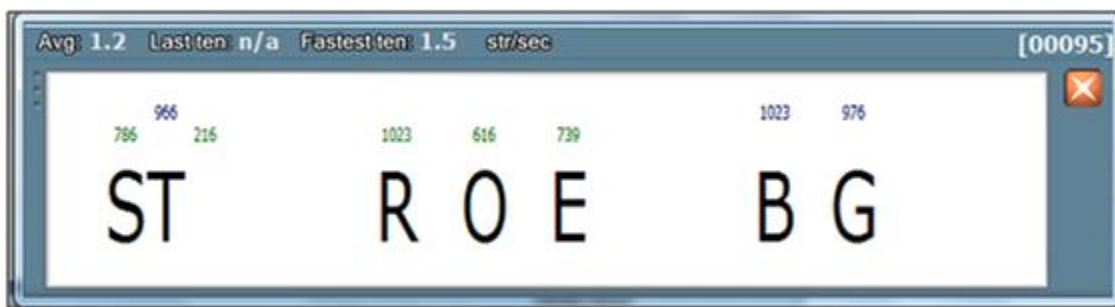 Avg: 1.2 Last ten: n/a Fastest ten: 1.5 str/sec [00095]
966 1023 976
786 216 1023 616 739
ST R O E B G